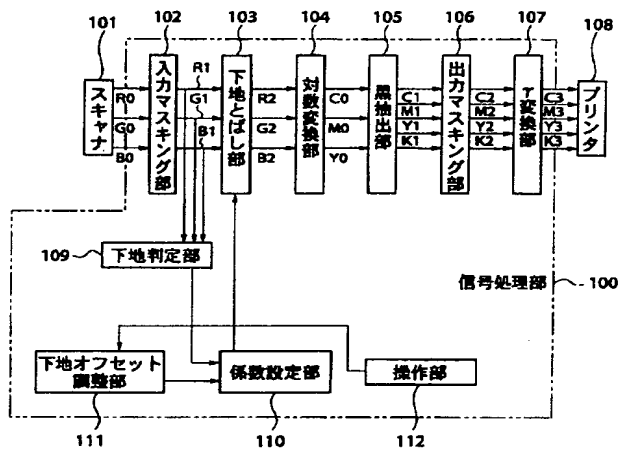 101
102
103
104
105
106
107
108
スキャナ
R0
G0
B0
入力マスキング部
R1
G1
B1
下地とばし部
R2
G2
B2
対数変換部
C0
M0
Y0
黒抽出部
C1
M1
Y1
K1
出力マスキング部
C2
M2
Y2
K2
γ変換部
C3
M3
Y3
K3
プリンタ
109
下地判定部
信号処理部
100
下地オフセット
調整部
係数設定部
操作部
111
110
112